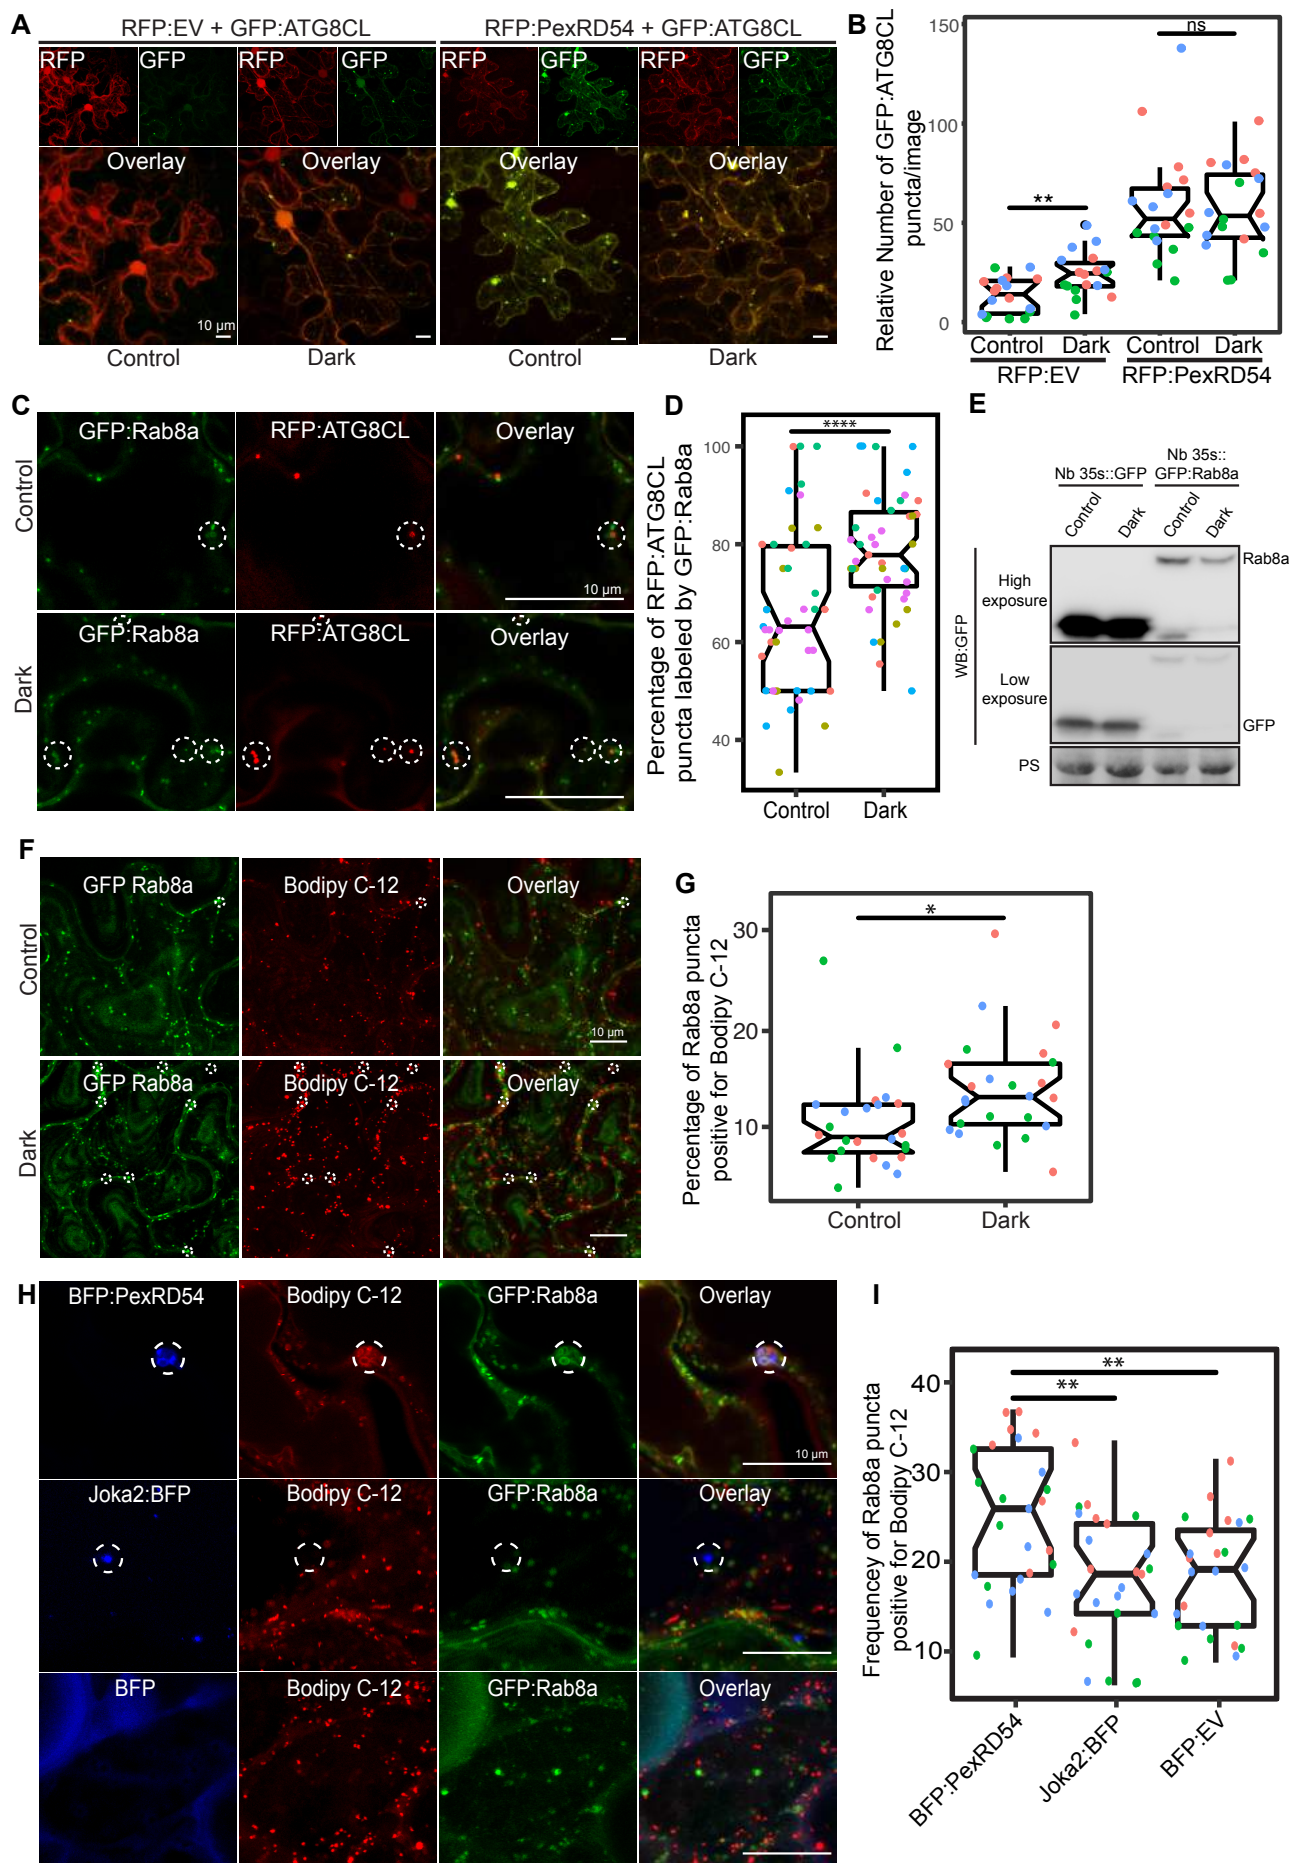 A
RFP:EV + GFP:ATG8CL
RFP:PexRD54 + GFP:ATG8CL
RFP
GFP
RFP
GFP
RFP
GFP
RFP
GFP
Overlay
Overlay
Overlay
Overlay
10 µm
Control
Dark
Control
Dark
B
Relative Number of GFP:ATG8CL
puncta/image
150
100
50
0
**
ns
Control
Dark
Control
Dark
RFP:EV
RFP:PexRD54
C
Control
GFP:Rab8a
RFP:ATG8CL
Overlay
10 µm
Dark
GFP:Rab8a
RFP:ATG8CL
Overlay
D
Percentage of RFP:ATG8CL
puncta labeled by GFP:Rab8a
****
100
80
60
40
Control
Dark
E
Nb 35s::GFP
Nb 35s::
GFP:Rab8a
Control
Dark
Control
Dark
WB:GFP
High
exposure
Rab8a
Low
exposure
GFP
PS
F
Control
GFP Rab8a
Bodipy C-12
Overlay
10 µm
Dark
GFP Rab8a
Bodipy C-12
Overlay
G
Percentage of Rab8a puncta
positive for Bodipy C-12
*
30
20
10
Control
Dark
H
BFP:PexRD54
Bodipy C-12
GFP:Rab8a
Overlay
10 µm
Joka2:BFP
Bodipy C-12
GFP:Rab8a
Overlay
BFP
Bodipy C-12
GFP:Rab8a
Overlay
I
Frequencey of Rab8a puncta
positive for Bodipy C-12
**
**
40
30
20
10
BFP:PexRD54
Joka2:BFP
BFP:EV